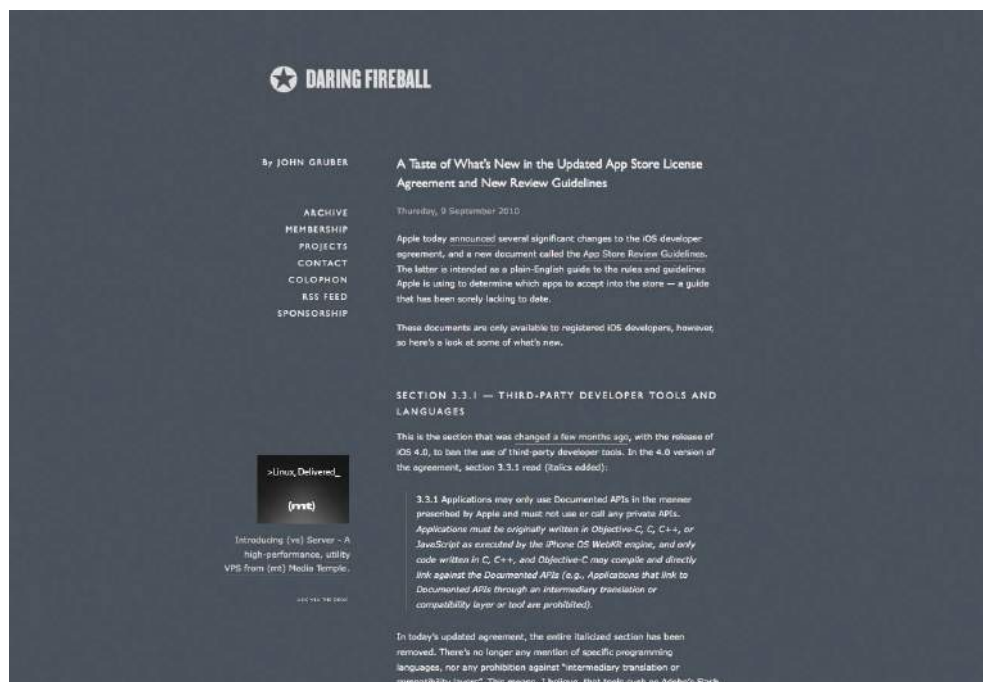 DARING FIREBALL
By JOHN GRUBER
ARCHIVE
MEMBERSHIP
PROJECTS
CONTACT
COLOPHON
RSS FEED
SPONSORSHIP
>Linux, Delivered_
(mt)
Introducing (ve) Server - A
high-performance, utility
VPS from (mt) Media Temple.
A Taste of What's New in the Updated App Store License
Agreement and New Review Guidelines
Thursday, 9 September 2010
Apple today announced several significant changes to the iOS developer
agreement, and a new document called the App Store Review Guidelines.
The latter is intended as a plain-English guide to the rules and guidelines
Apple is using to determine which apps to accept into the store — a guide
that has been sorely lacking to date.
These documents are only available to registered iOS developers, however,
so here's a look at some of what's new.
SECTION 3.3.1 — THIRD-PARTY DEVELOPER TOOLS AND
LANGUAGES
This is the section that was changed a few months ago, with the release of
iOS 4.0, to ban the use of third-party developer tools. In the 4.0 version of
the agreement, section 3.3.1 read (italics added):
3.3.1 Applications may only use Documented APIs in the manner
prescribed by Apple and must not use or call any private APIs.
Applications must be originally written in Objective-C, C, C++, or
JavaScript as executed by the iPhone OS WebKit engine, and only
code written in C, C++, and Objective-C may compile and directly
link against the Documented APIs (e.g., Applications that link to
Documented APIs through an intermediary translation or
compatibility layer or tool are prohibited).
In today's updated agreement, the entire italicized section has been
removed. There's no longer any mention of specific programming
languages, nor any prohibition against "intermediary translation or
compatibility layers". This means, I believe, that tools such as Adobe's Flash